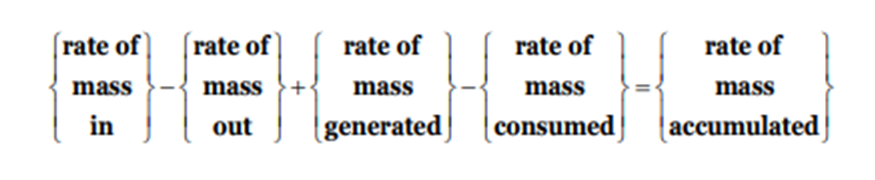 rate of rate of rate of rate of rate of
mass − mass + mass − mass = mass
in out generated consumed accumulated